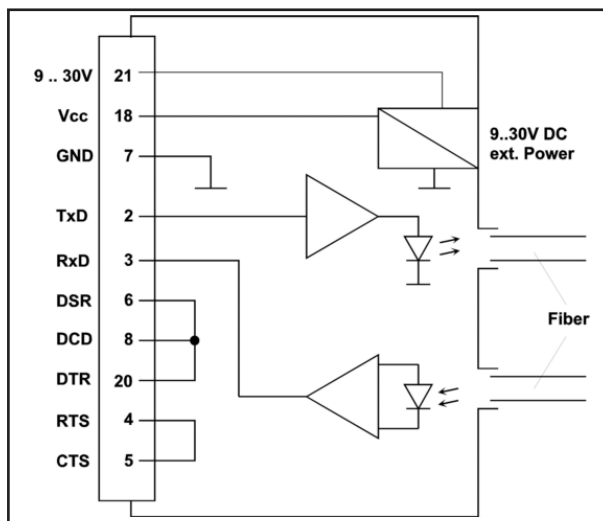 9 .. 30V 21
Vcc 18
GND 7
TxD 2
RxD 3
DSR 6
DCD 8
DTR 20
RTS 4
CTS 5
9..30V DC
ext. Power
Fiber